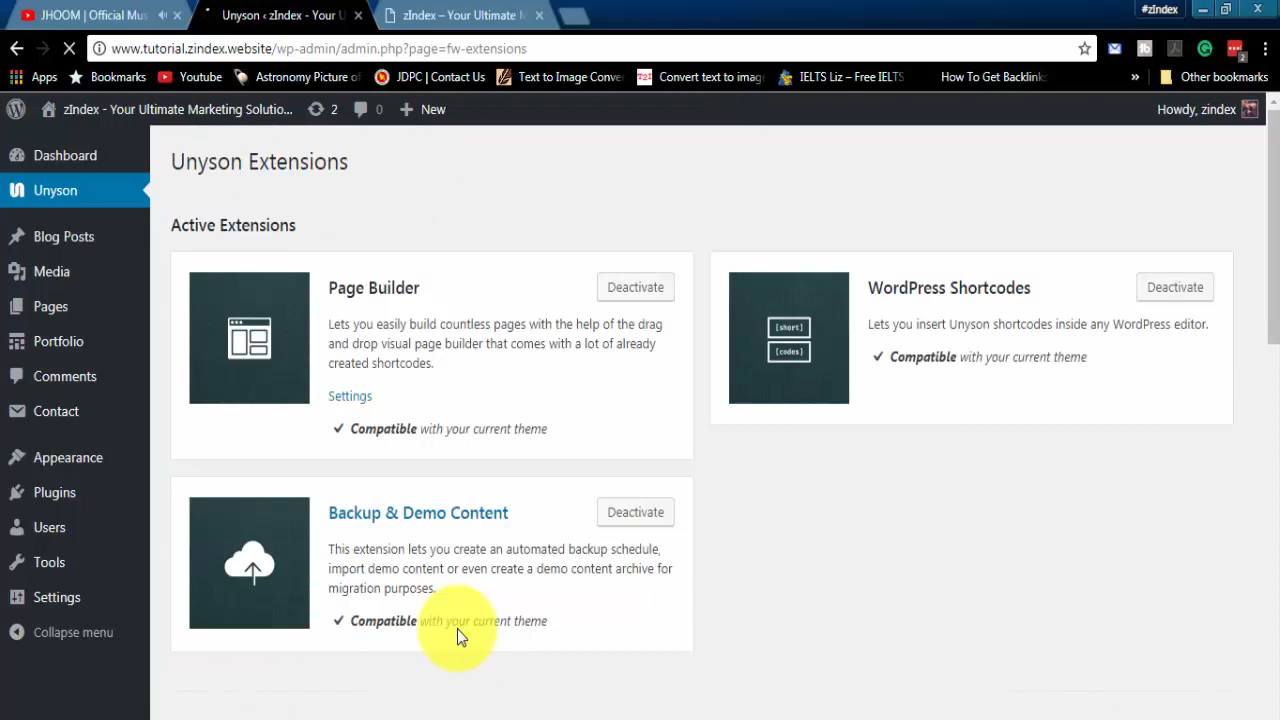 JHOOM | Official Mus
Unyson ‹ zIndex - Your U
zIndex – Your Ultimate M
#zIndex
www.tutorial.zindex.website/wp-admin/admin.php?page=fw-extensions
2
Apps
Bookmarks
Youtube
Astronomy Picture of
JDPC | Contact Us
Text to Image Conve
T2I
Convert text to imag
IELTS Liz – Free IELTS
How To Get Backlinks
»
Other bookmarks
zIndex - Your Ultimate Marketing Solutio...
2
0
New
Howdy, zindex
Dashboard
Unyson
Blog Posts
Media
Pages
Portfolio
Comments
Contact
Appearance
Plugins
Users
Tools
Settings
Collapse menu
Unyson Extensions
Active Extensions
Page Builder
Deactivate
Lets you easily build countless pages with the help of the drag
and drop visual page builder that comes with a lot of already
created shortcodes.
Settings
✔ Compatible with your current theme
WordPress Shortcodes
Deactivate
Lets you insert Unyson shortcodes inside any WordPress editor.
✔ Compatible with your current theme
[short]
[codes]
Backup & Demo Content
Deactivate
This extension lets you create an automated backup schedule,
import demo content or even create a demo content archive for
migration purposes.
✔ Compatible with your current theme